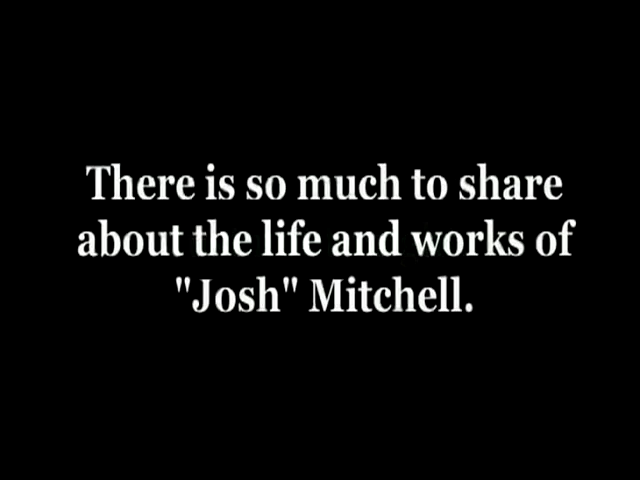 There is so much to share
about the life and works of
"Josh" Mitchell.